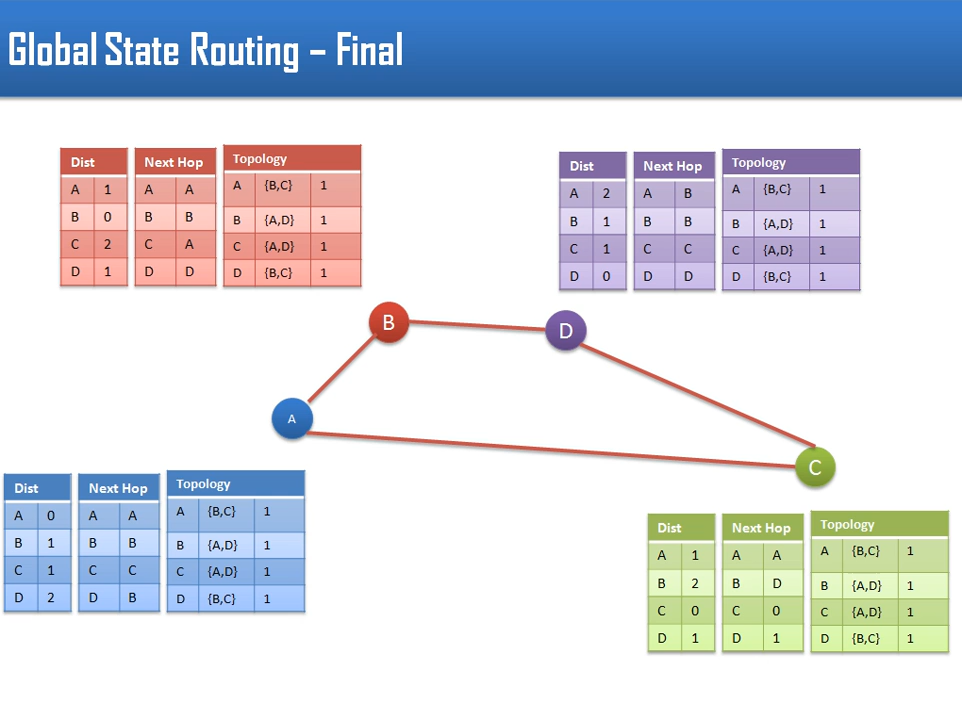 Global State Routing – Final
Dist Next Hop Topology
A 1 A A A {B,C} 1
B 0 B B B {A,D} 1
C 2 C A C {A,D} 1
D 1 D D D {B,C} 1
Dist Next Hop Topology
A 2 A B A {B,C} 1
B 1 B B B {A,D} 1
C 1 C C C {A,D} 1
D 0 D D D {B,C} 1
B
D
A
C
Dist Next Hop Topology
A 0 A A A {B,C} 1
B 1 B B B {A,D} 1
C 1 C C C {A,D} 1
D 2 D B D {B,C} 1
Dist Next Hop Topology
A 1 A A A {B,C} 1
B 2 B D B {A,D} 1
C 0 C 0 C {A,D} 1
D 1 D 1 D {B,C} 1